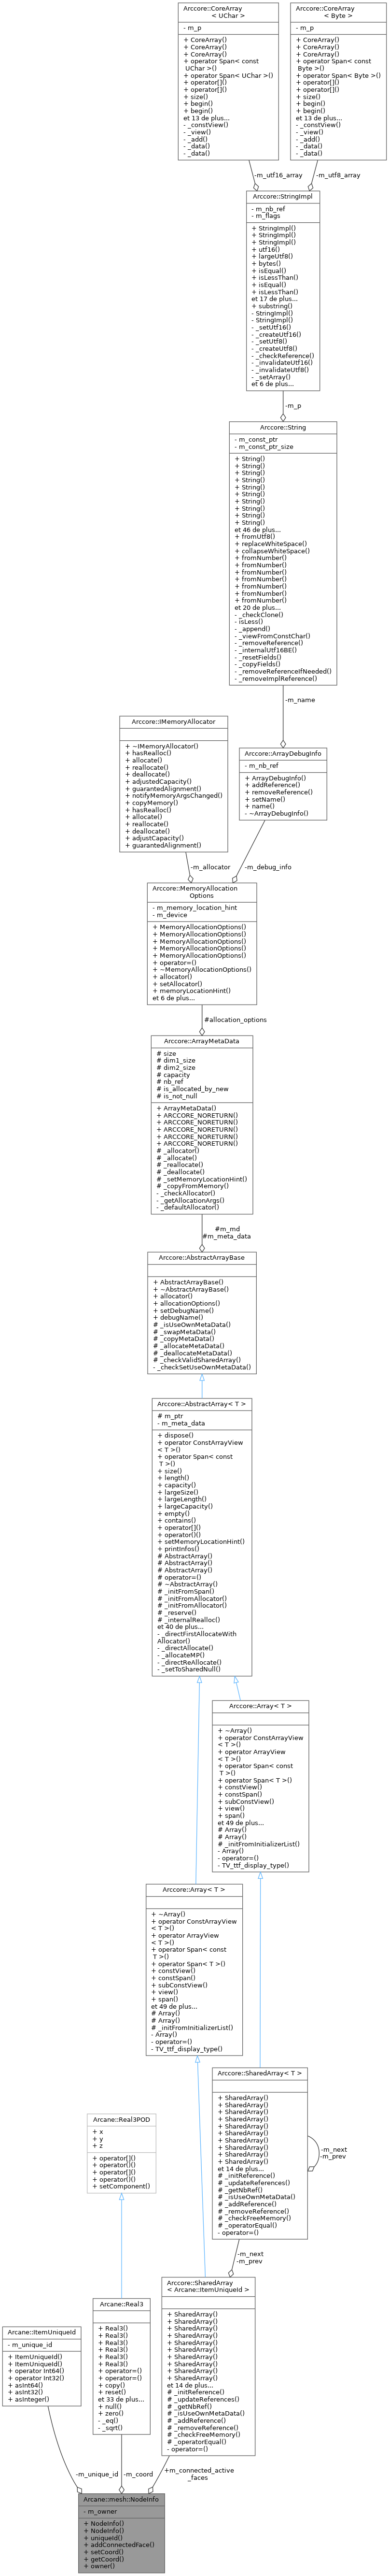 Arccore::CoreArray
< UChar >
- m_p
+ CoreArray()
+ CoreArray()
+ CoreArray()
+ operator Span< const
UChar >()
+ operator Span< UChar >()
+ operator[]()
+ operator[]()
+ size()
+ begin()
+ begin()
et 13 de plus...
- _constView()
- _view()
- _add()
- _data()
- _data()
Arccore::CoreArray
< Byte >
- m_p
+ CoreArray()
+ CoreArray()
+ CoreArray()
+ operator Span< const
Byte >()
+ operator Span< Byte >()
+ operator[]()
+ operator[]()
+ size()
+ begin()
+ begin()
et 13 de plus...
- _constView()
- _view()
- _add()
- _data()
- _data()
-m_utf16_array
-m_utf8_array
Arccore::StringImpl
- m_nb_ref
- m_flags
+ StringImpl()
+ StringImpl()
+ StringImpl()
+ utf16()
+ largeUtf8()
+ bytes()
+ isEqual()
+ isLessThan()
+ isEqual()
+ isLessThan()
et 17 de plus...
+ substring()
- StringImpl()
- StringImpl()
- _setUtf16()
- _createUtf16()
- _setUtf8()
- _createUtf8()
- _checkReference()
- _invalidateUtf16()
- _invalidateUtf8()
- _setArray()
et 6 de plus...
-m_p
Arccore::String
- m_const_ptr
- m_const_ptr_size
+ String()
+ String()
+ String()
+ String()
+ String()
+ String()
+ String()
+ String()
+ String()
+ String()
et 46 de plus...
+ fromUtf8()
+ replaceWhiteSpace()
+ collapseWhiteSpace()
+ fromNumber()
+ fromNumber()
+ fromNumber()
+ fromNumber()
+ fromNumber()
+ fromNumber()
+ fromNumber()
et 20 de plus...
- _checkClone()
- isLess()
- _append()
- _viewFromConstChar()
- _removeReference()
- _internalUtf16BE()
- _resetFields()
- _copyFields()
- _removeReferenceIfNeeded()
- _removeImplReference()
-m_name
Arccore::IMemoryAllocator
+ ~IMemoryAllocator()
+ hasRealloc()
+ allocate()
+ reallocate()
+ deallocate()
+ adjustedCapacity()
+ guarantedAlignment()
+ notifyMemoryArgsChanged()
+ copyMemory()
+ hasRealloc()
+ allocate()
+ reallocate()
+ deallocate()
+ adjustCapacity()
+ guarantedAlignment()
Arccore::ArrayDebugInfo
- m_nb_ref
+ ArrayDebugInfo()
+ addReference()
+ removeReference()
+ setName()
+ name()
- ~ArrayDebugInfo()
-m_allocator
-m_debug_info
Arccore::MemoryAllocation
Options
- m_memory_location_hint
- m_device
+ MemoryAllocationOptions()
+ MemoryAllocationOptions()
+ MemoryAllocationOptions()
+ MemoryAllocationOptions()
+ MemoryAllocationOptions()
+ operator=()
+ ~MemoryAllocationOptions()
+ allocator()
+ setAllocator()
+ memoryLocationHint()
et 6 de plus...
#allocation_options
Arccore::ArrayMetaData
# size
# dim1_size
# dim2_size
# capacity
# nb_ref
# is_allocated_by_new
# is_not_null
+ ArrayMetaData()
+ ARCCORE_NORETURN()
+ ARCCORE_NORETURN()
+ ARCCORE_NORETURN()
+ ARCCORE_NORETURN()
+ ARCCORE_NORETURN()
# _allocator()
# _allocate()
# _reallocate()
# _deallocate()
# _setMemoryLocationHint()
# _copyFromMemory()
- _checkAllocator()
- _getAllocationArgs()
- _defaultAllocator()
#m_md
#m_meta_data
Arccore::AbstractArrayBase
+ AbstractArrayBase()
+ ~AbstractArrayBase()
+ allocator()
+ allocationOptions()
+ setDebugName()
+ debugName()
# _isUseOwnMetaData()
# _swapMetaData()
# _copyMetaData()
# _allocateMetaData()
# _deallocateMetaData()
# _checkValidSharedArray()
- _checkSetUseOwnMetaData()
Arccore::AbstractArray< T >
# m_ptr
- m_meta_data
+ dispose()
+ operator ConstArrayView
< T >()
+ operator Span< const
T >()
+ size()
+ length()
+ capacity()
+ largeSize()
+ largeLength()
+ largeCapacity()
+ empty()
+ contains()
+ operator[]()
+ operator()()
+ setMemoryLocationHint()
+ printInfos()
# AbstractArray()
# AbstractArray()
# AbstractArray()
# operator=()
# ~AbstractArray()
# _initFromSpan()
# _initFromAllocator()
# _initFromAllocator()
# _reserve()
# _internalRealloc()
et 40 de plus...
- _directFirstAllocateWith
Allocator()
- _directAllocate()
- _allocateMP()
- _directReAllocate()
- _setToSharedNull()
Arccore::Array< T >
+ ~Array()
+ operator ConstArrayView
< T >()
+ operator ArrayView
< T >()
+ operator Span< const
T >()
+ operator Span< T >()
+ constView()
+ constSpan()
+ subConstView()
+ view()
+ span()
et 49 de plus...
# Array()
# Array()
# _initFromInitializerList()
- Array()
- operator=()
- TV_ttf_display_type()
Arccore::Array< T >
+ ~Array()
+ operator ConstArrayView
< T >()
+ operator ArrayView
< T >()
+ operator Span< const
T >()
+ operator Span< T >()
+ constView()
+ constSpan()
+ subConstView()
+ view()
+ span()
et 49 de plus...
# Array()
# Array()
# _initFromInitializerList()
- Array()
- operator=()
- TV_ttf_display_type()
Arccore::SharedArray< T >
+ SharedArray()
+ SharedArray()
+ SharedArray()
+ SharedArray()
+ SharedArray()
+ SharedArray()
+ SharedArray()
+ SharedArray()
+ SharedArray()
+ SharedArray()
et 14 de plus...
# _initReference()
# _updateReferences()
# _getNbRef()
# _isUseOwnMetaData()
# _addReference()
# _removeReference()
# _checkFreeMemory()
# _operatorEqual()
- operator=()
-m_next
-m_prev
Arcane::Real3POD
+ x
+ y
+ z
+ operator[]()
+ operator()()
+ operator[]()
+ operator()()
+ setComponent()
-m_next
-m_prev
Arccore::SharedArray
< Arcane::ItemUniqueId >
+ SharedArray()
+ SharedArray()
+ SharedArray()
+ SharedArray()
+ SharedArray()
+ SharedArray()
+ SharedArray()
+ SharedArray()
+ SharedArray()
+ SharedArray()
et 14 de plus...
# _initReference()
# _updateReferences()
# _getNbRef()
# _isUseOwnMetaData()
# _addReference()
# _removeReference()
# _checkFreeMemory()
# _operatorEqual()
- operator=()
Arcane::Real3
+ Real3()
+ Real3()
+ Real3()
+ Real3()
+ Real3()
+ Real3()
+ operator=()
+ operator=()
+ copy()
+ reset()
et 33 de plus...
+ null()
+ zero()
- _eq()
- _sqrt()
Arcane::ItemUniqueId
- m_unique_id
+ ItemUniqueId()
+ ItemUniqueId()
+ operator Int64()
+ operator Int32()
+ asInt64()
+ asInt32()
+ asInteger()
-m_unique_id
-m_coord
+m_connected_active
_faces
Arcane::mesh::NodeInfo
- m_owner
+ NodeInfo()
+ NodeInfo()
+ uniqueId()
+ addConnectedFace()
+ setCoord()
+ getCoord()
+ owner()